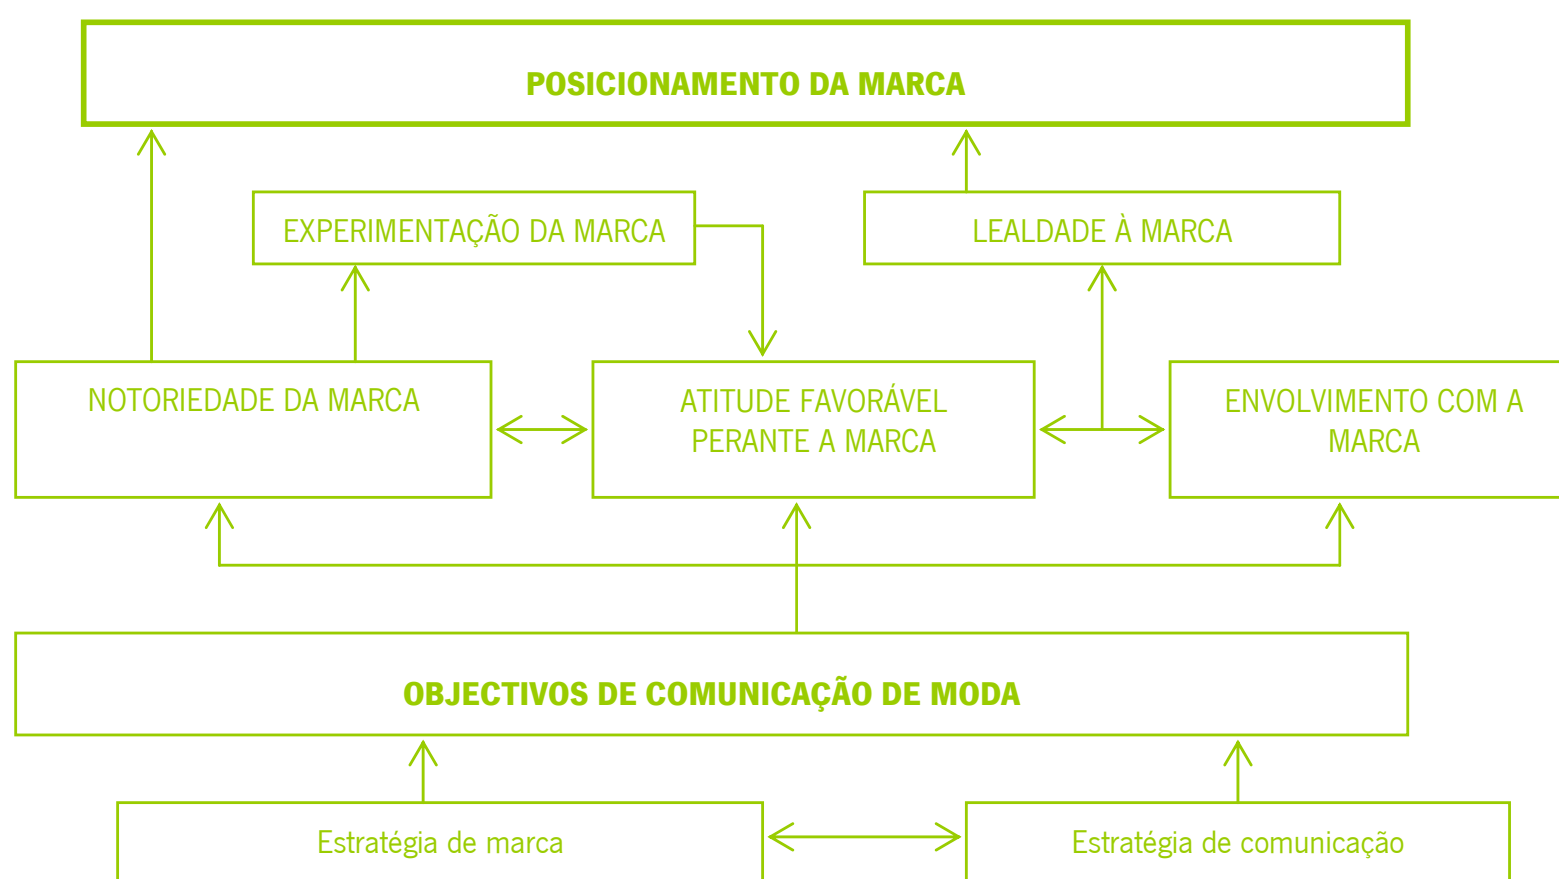 POSICIONAMENTO DA MARCA
EXPERIMENTAÇÃO DA MARCA
LEALDADE À MARCA
NOTORIEDADE DA MARCA
ATITUDE FAVORÁVEL
PERANTE A MARCA
ENVOLVIMENTO COM A
MARCA
OBJECTIVOS DE COMUNICAÇÃO DE MODA
Estratégia de marca
Estratégia de comunicação